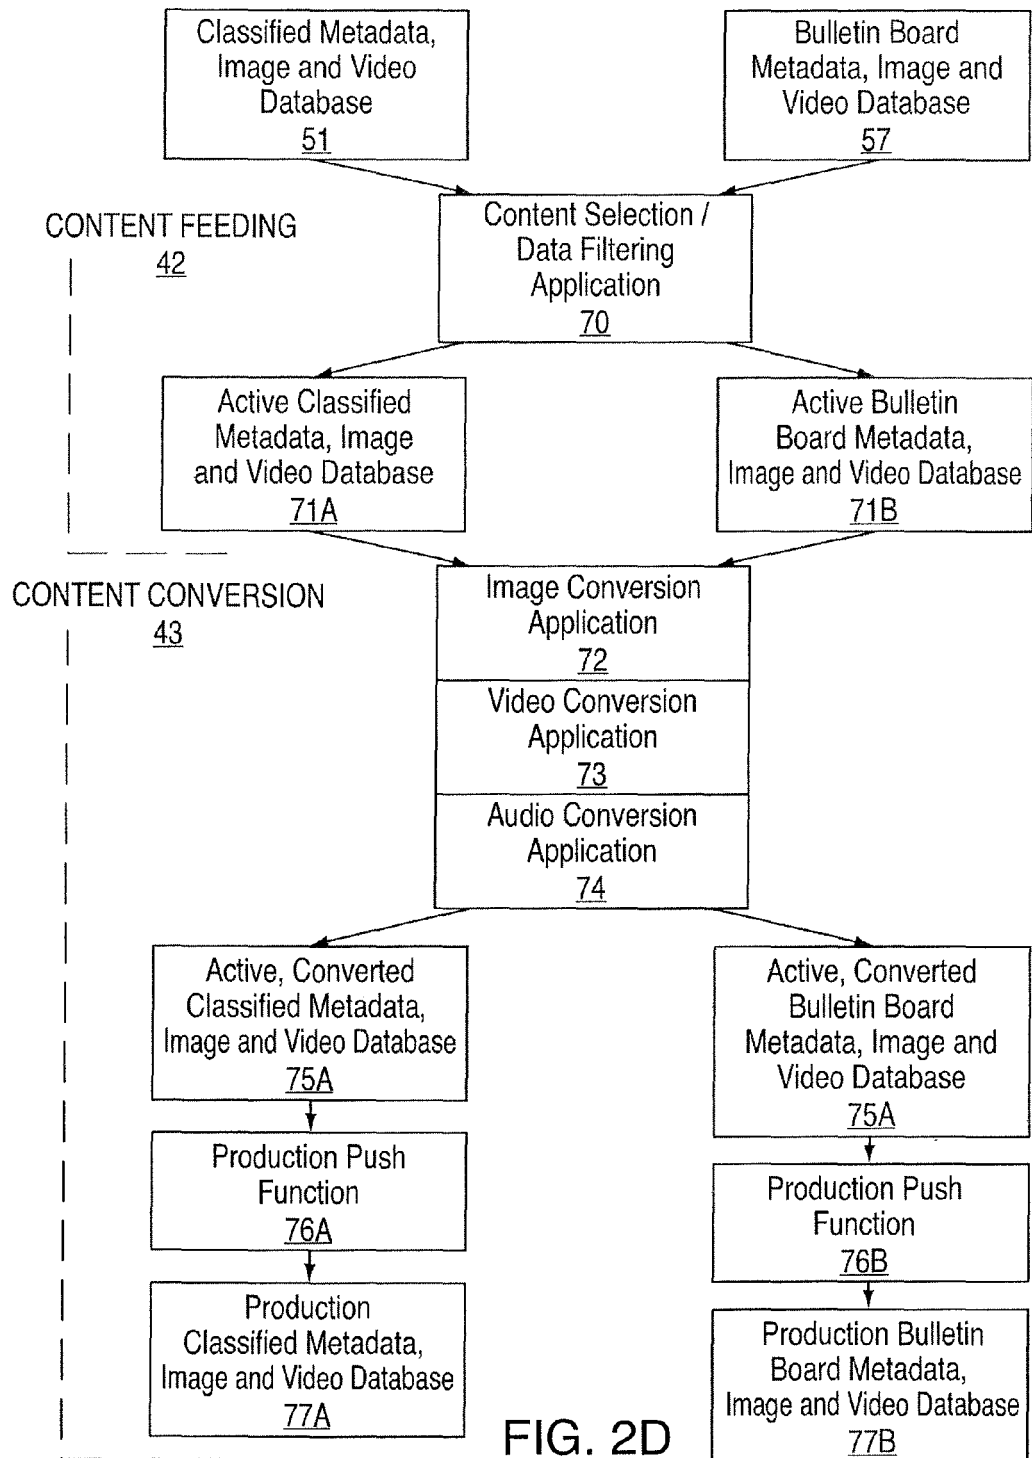 Classified Metadata,
Image and Video
Database
51
Bulletin Board
Metadata, Image and
Video Database
57
CONTENT FEEDING
42
Content Selection /
Data Filtering
Application
70
Active Classified
Metadata, Image
and Video Database
71A
Active Bulletin
Board Metadata,
Image and Video Database
71B
CONTENT CONVERSION
43
Image Conversion
Application
72
Video Conversion
Application
73
Audio Conversion
Application
74
Active, Converted
Classified Metadata,
Image and Video Database
75A
Active, Converted
Bulletin Board
Metadata, Image and
Video Database
75A
Production Push
Function
76A
Production Push
Function
76B
Production
Classified Metadata,
Image and Video Database
77A
Production Bulletin
Board Metadata,
Image and Video Database
77B
FIG. 2D